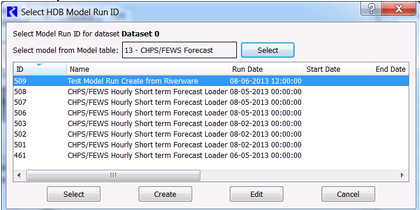 Select HDB Model Run ID
Select Model Run ID for dataset Dataset 0
Select model from Model table: 13 - CHPS/FEWS Forecast Select
ID Name Run Date Start Date End Date
509 Test Model Run Create from Riverware 08-06-2013 12:00:00
508 CHPS/FEWS Hourly Short term Forecast Loader 08-05-2013 00:00:00
507 CHPS/FEWS Hourly Short term Forecast Loader 08-05-2013 00:00:00
506 CHPS/FEWS Hourly Short term Forecast Loader 08-05-2013 00:00:00
503 CHPS/FEWS Hourly Short term Forecast Loader 08-02-2013 00:00:00
502 CHPS/FEWS Hourly Short term Forecast Loader 08-02-2013 00:00:00
501 CHPS/FEWS Hourly Short term Forecast Loader 08-02-2013 00:00:00
461 CHPS/FEWS Hourly Short term Forecast Loader 06-05-2013 00:00:00
Select Create Edit Cancel